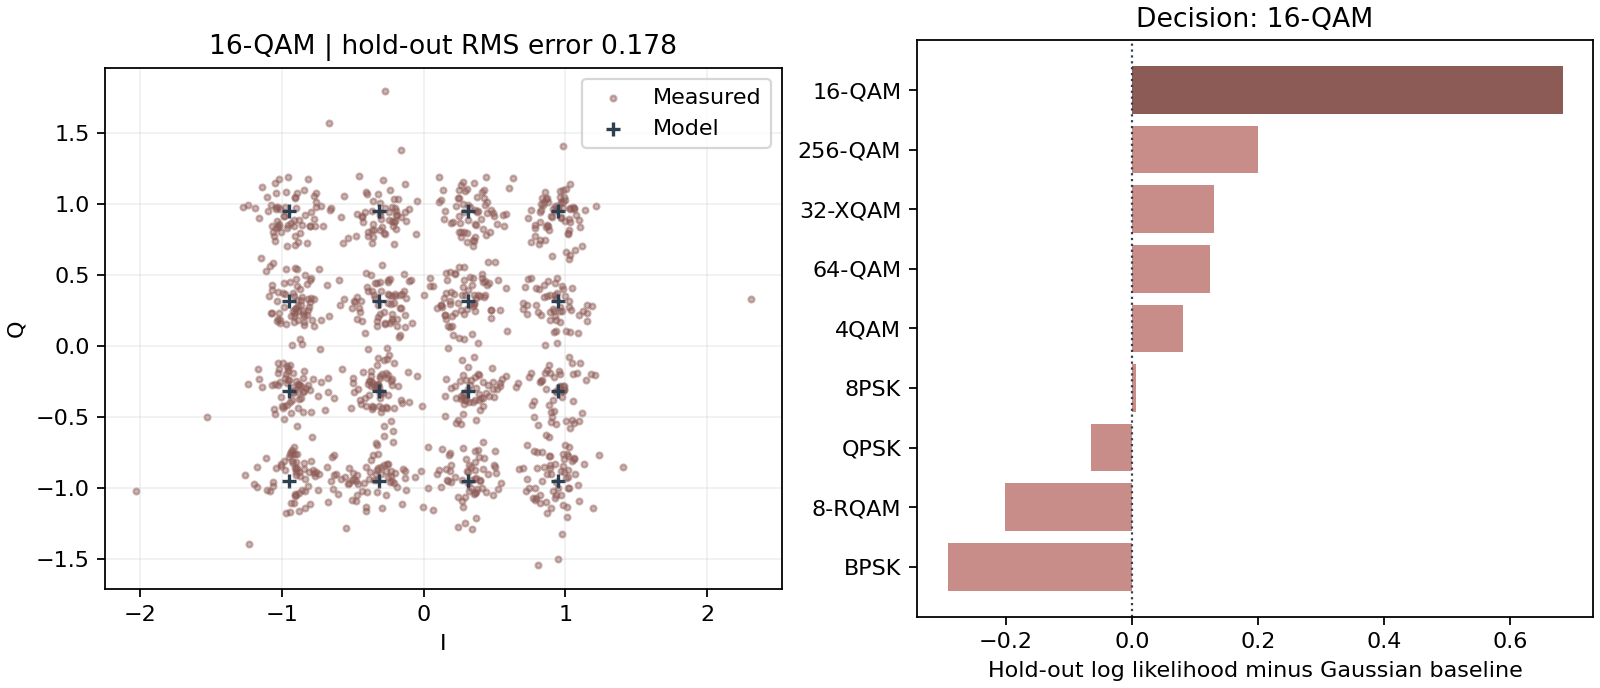 16-QAM | hold-out RMS error 0.178
Measured
Model
1.5
1.0
0.5
0.0
−0.5
−1.0
−1.5
Q
−2
−1
0
1
2
I
Decision: 16-QAM
16-QAM
256-QAM
32-XQAM
64-QAM
4QAM
8PSK
QPSK
8-RQAM
BPSK
−0.2
0.0
0.2
0.4
0.6
Hold-out log likelihood minus Gaussian baseline